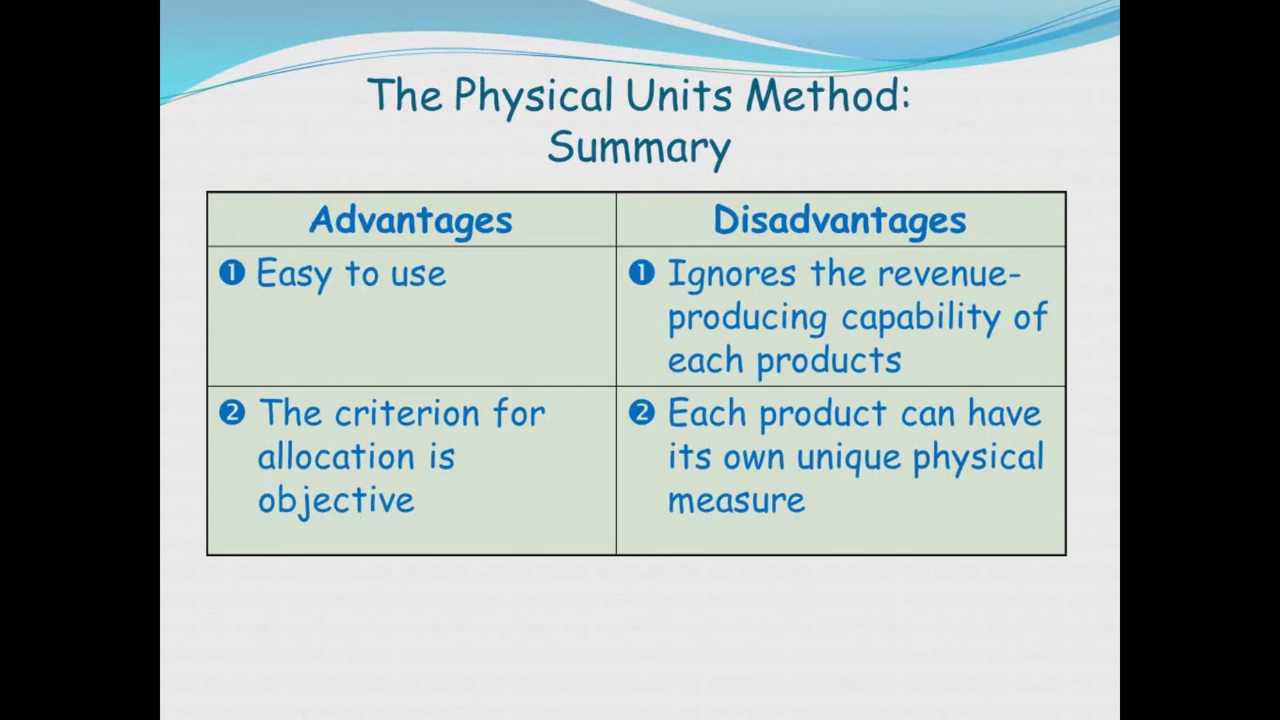 The Physical Units Method:
Summary
Advantages
Disadvantages
❶ Easy to use
❶ Ignores the revenue-
producing capability of
each products
❷ The criterion for
allocation is
objective
❷ Each product can have
its own unique physical
measure